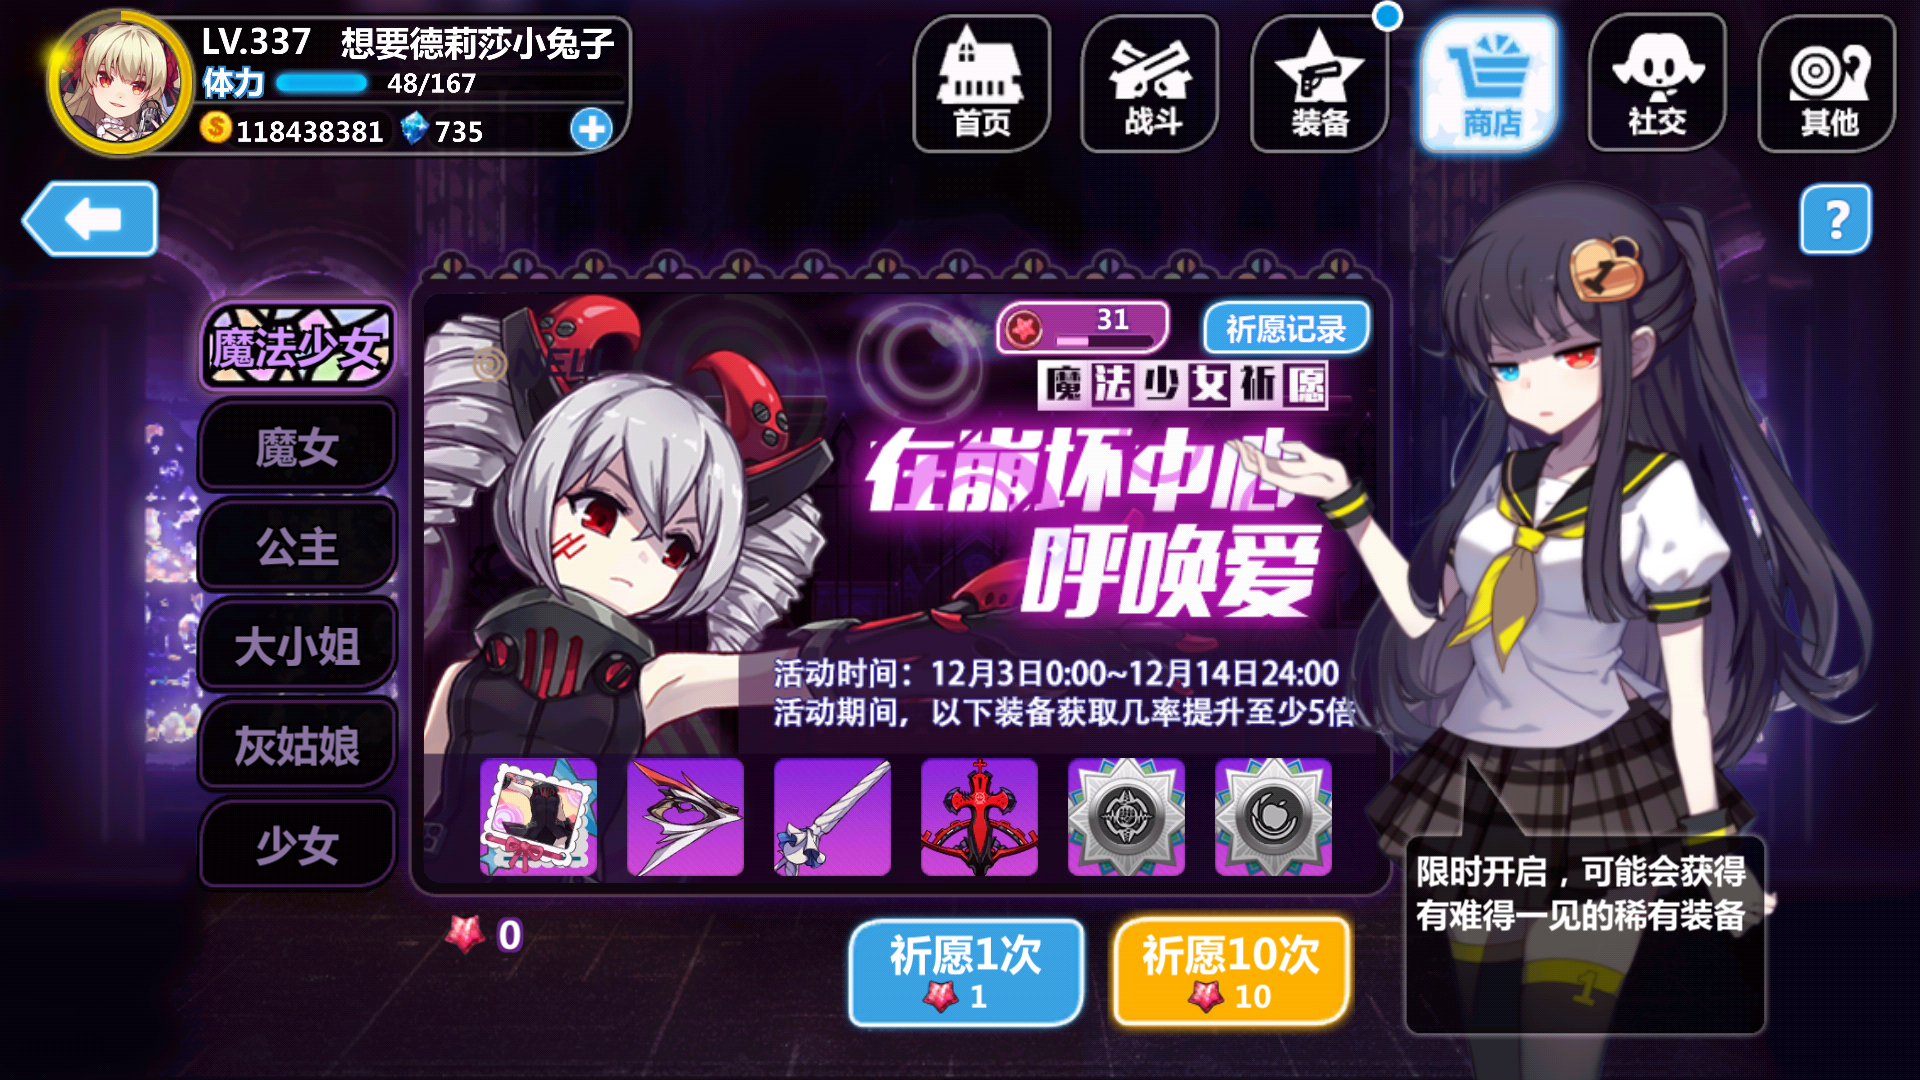 LV.337 想要德莉莎小兔子
体力 48/167
118438381 735
首页
战斗
装备
商店
社交
其他
?
魔法少女
魔女
公主
大小姐
灰姑娘
少女
NEW
31
祈愿记录
魔法少女祈愿
在崩坏中心
呼唤爱
活动时间：12月3日0:00~12月14日24:00
活动期间，以下装备获取几率提升至少5倍
0
祈愿1次
1
祈愿10次
10
1
限时开启，可能会获得
有难得一见的稀有装备
1